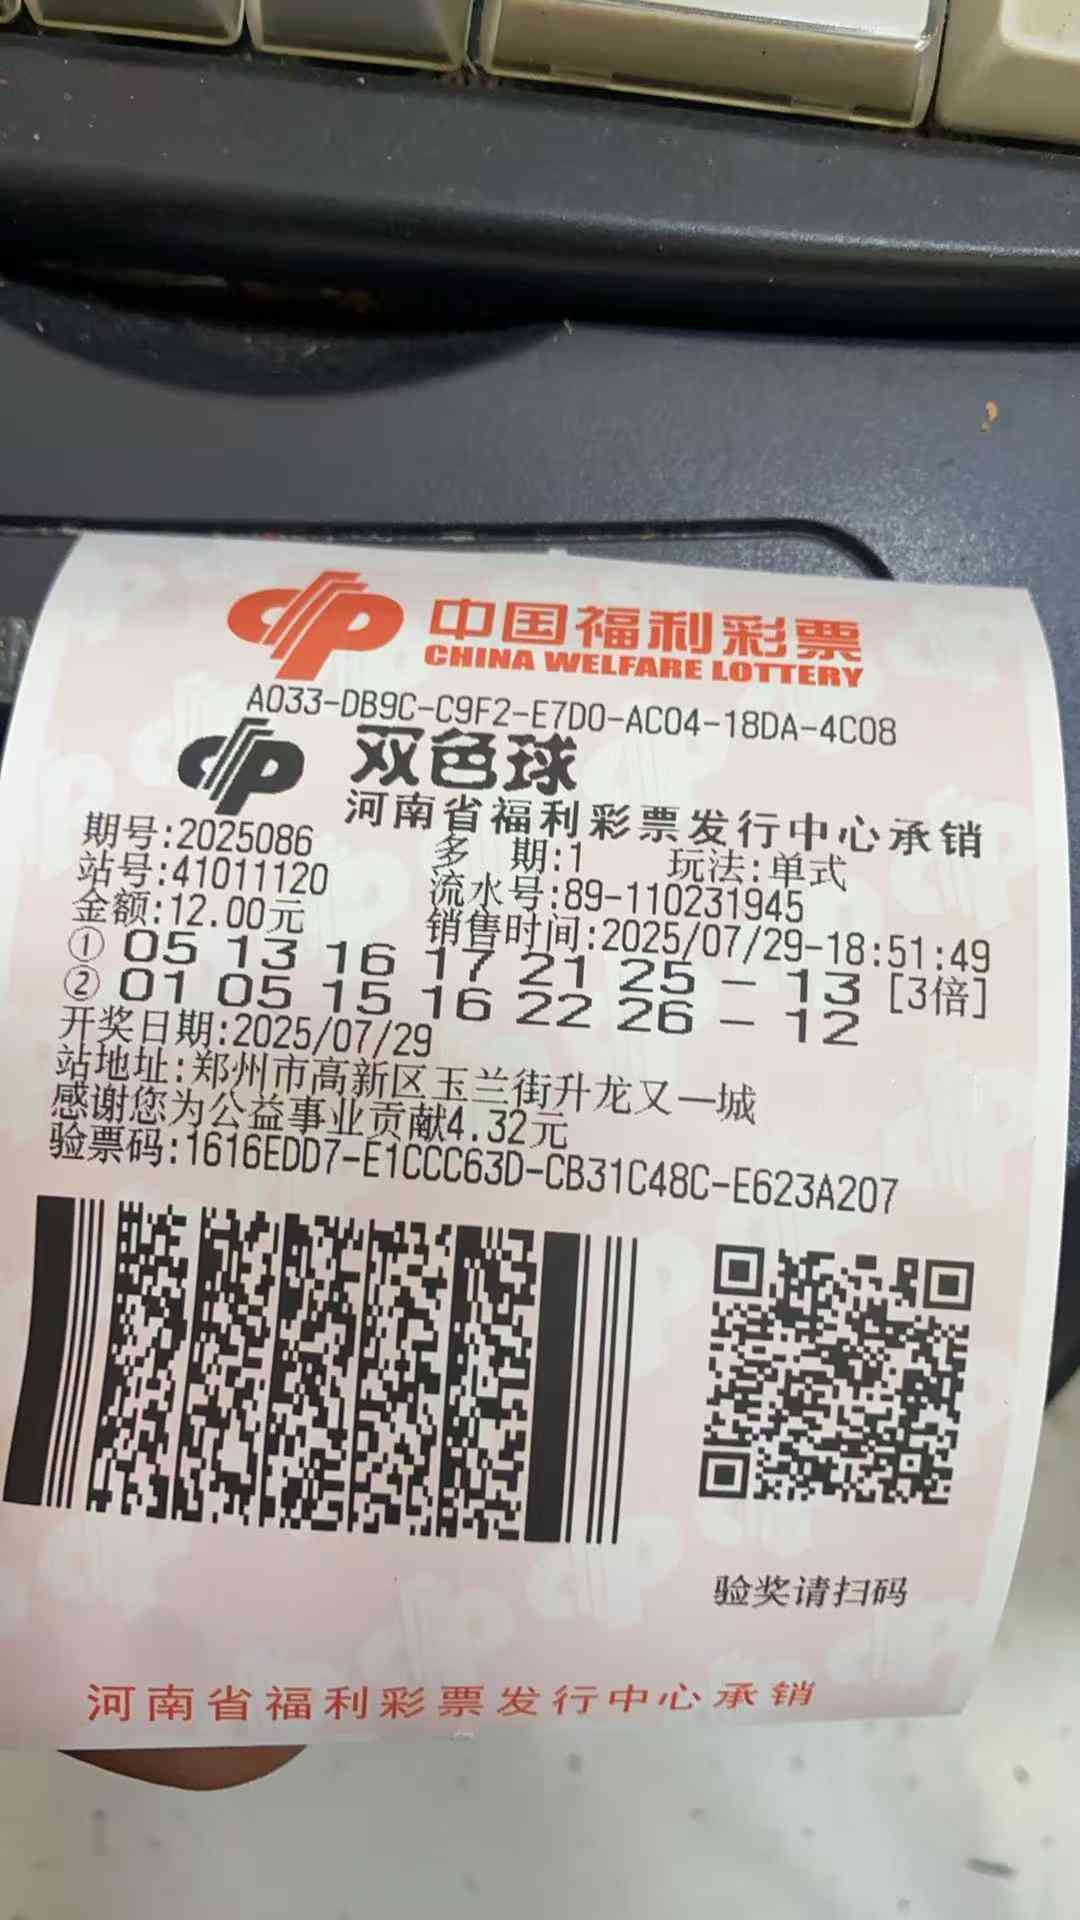 中国福利彩票
CHINA WELFARE LOTTERY
A033-DB9C-C9F2-E7D0-AC04-18DA-4C08
双色球
河南省福利彩票发行中心承销
期号:2025086 多 期:1 玩法:单式
站号:41011120 流水号:89-110231945
金额:12.00元 销售时间:2025/07/29-18:51:49
① 05 13 16 17 21 25 - 13 [3倍]
② 01 05 15 16 22 26 - 12
开奖日期:2025/07/29
站地址:郑州市高新区玉兰街升龙又一城
感谢您为公益事业贡献4.32元
验票码:1616EDD7-E1CCC63D-CB31C48C-E623A207
验奖请扫码
河南省福利彩票发行中心承销